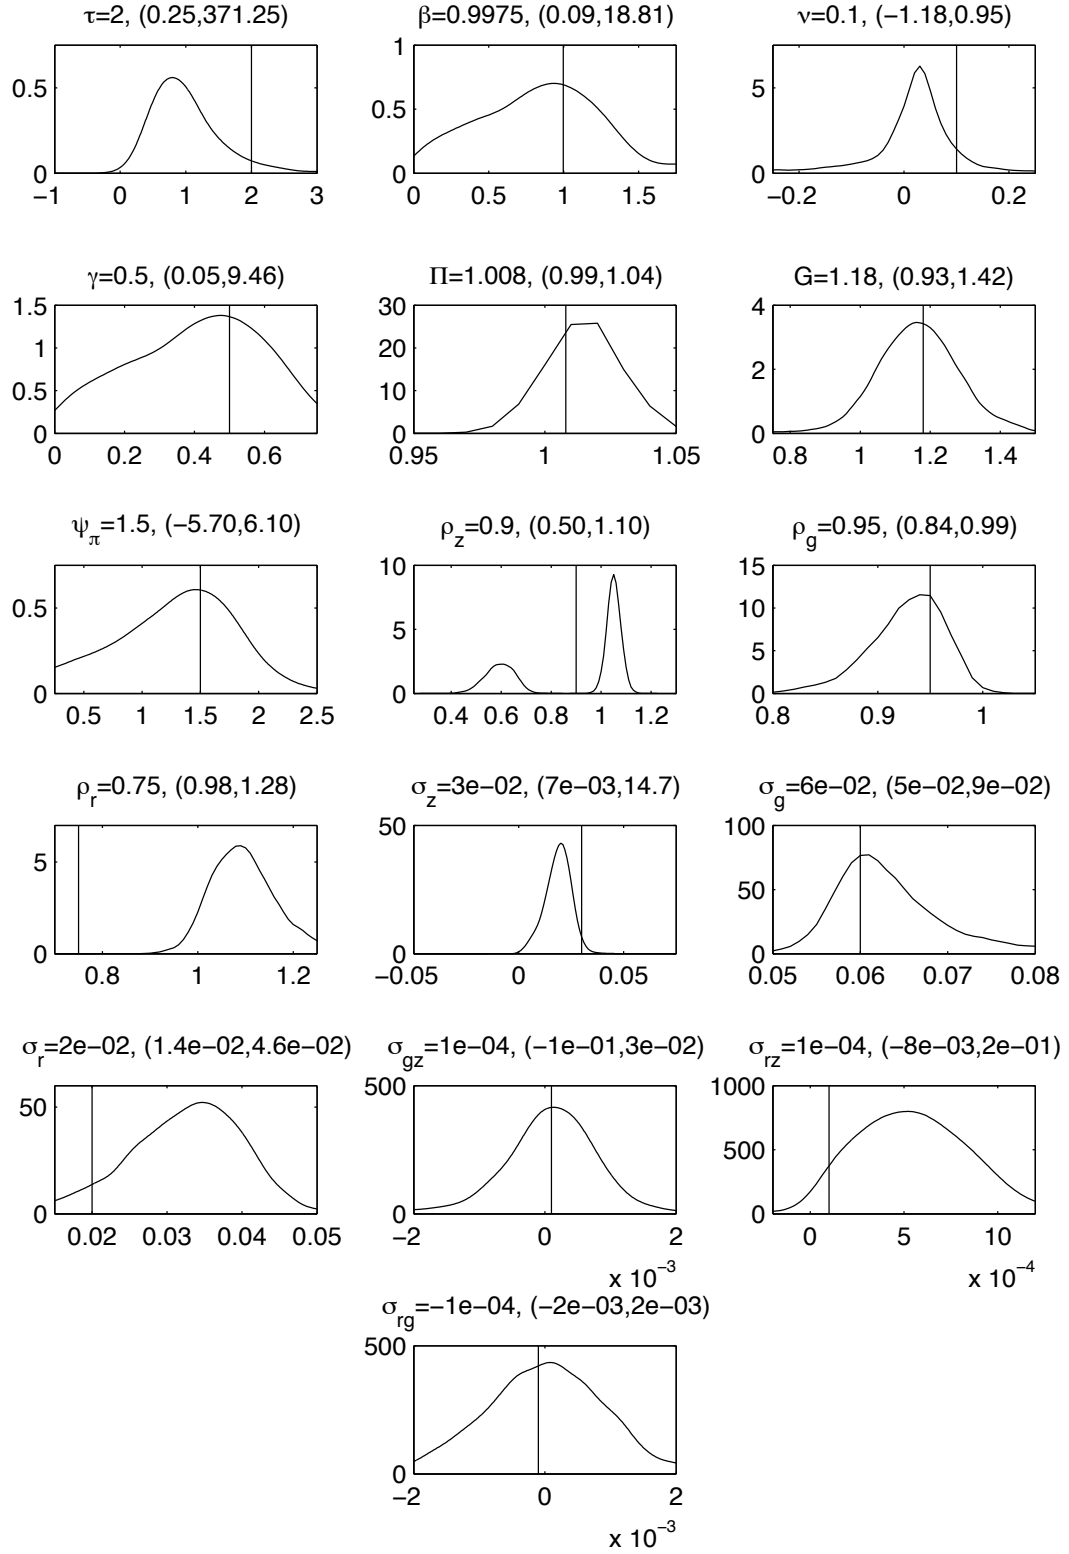 τ=2, (0.25,371.25) β=0.9975, (0.09,18.81) ν=0.1, (−1.18,0.95)
1
0.5 0.5 5
0 0 0
−1 0 1 2 3 0 0.5 1 1.5 −0.2 0 0.2
γ=0.5, (0.05,9.46) Π=1.008, (0.99,1.04) G=1.18, (0.93,1.42)
1.5 30 4
1 20
2
0.5 10
0 0 0
0 0.2 0.4 0.6 0.95 1 1.05 0.8 1 1.2 1.4
ψπ=1.5, (−5.70,6.10) ρz=0.9, (0.50,1.10) ρg=0.95, (0.84,0.99)
10 15
0.5 5 10
5
0 0 0
0.5 1 1.5 2 2.5 0.4 0.6 0.8 1 1.2 0.8 0.9 1
ρr=0.75, (0.98,1.28) σz=3e−02, (7e−03,14.7) σg=6e−02, (5e−02,9e−02)
50 100
5 50
0 0 0
0.8 1 1.2 −0.05 0 0.05 0.05 0.06 0.07 0.08
σr=2e−02, (1.4e−02,4.6e−02) σgz=1e−04, (−1e−01,3e−02) σrz=1e−04, (−8e−03,2e−01)
500 1000
50 500
0 0 0
0.02 0.03 0.04 0.05 −2 0 2 0 5 10
x 10−3 x 10−4
σrg=−1e−04, (−2e−03,2e−03)
500
0
−2 0 2
x 10−3